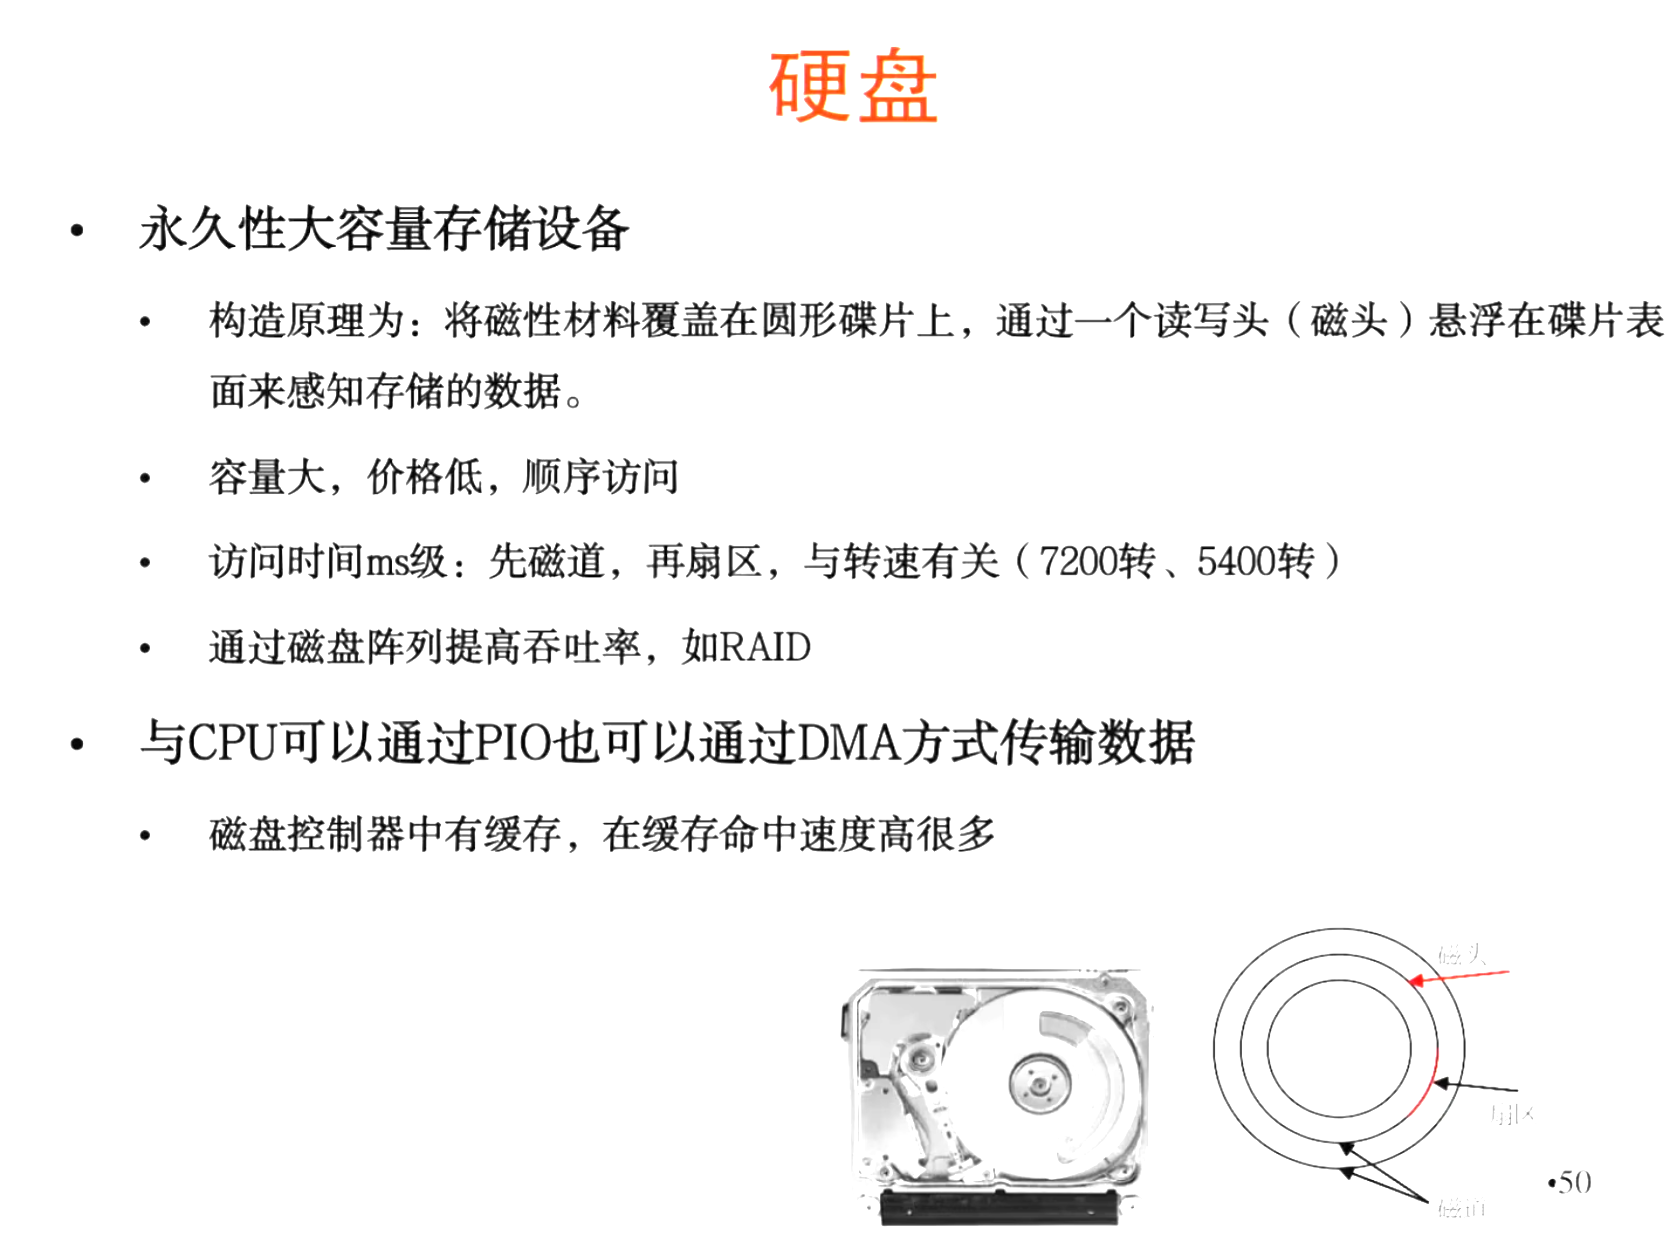 硬盘
• 永久性大容量存储设备
• 构造原理为：将磁性材料覆盖在圆形碟片上，通过一个读写头（磁头）悬浮在碟片表
面来感知存储的数据。
• 容量大，价格低，顺序访问
• 访问时间ms级：先磁道，再扇区，与转速有关（7200转、5400转）
• 通过磁盘阵列提高吞吐率，如RAID
• 与CPU可以通过PIO也可以通过DMA方式传输数据
• 磁盘控制器中有缓存，在缓存命中速度高很多
磁头
扇区
磁道
•50